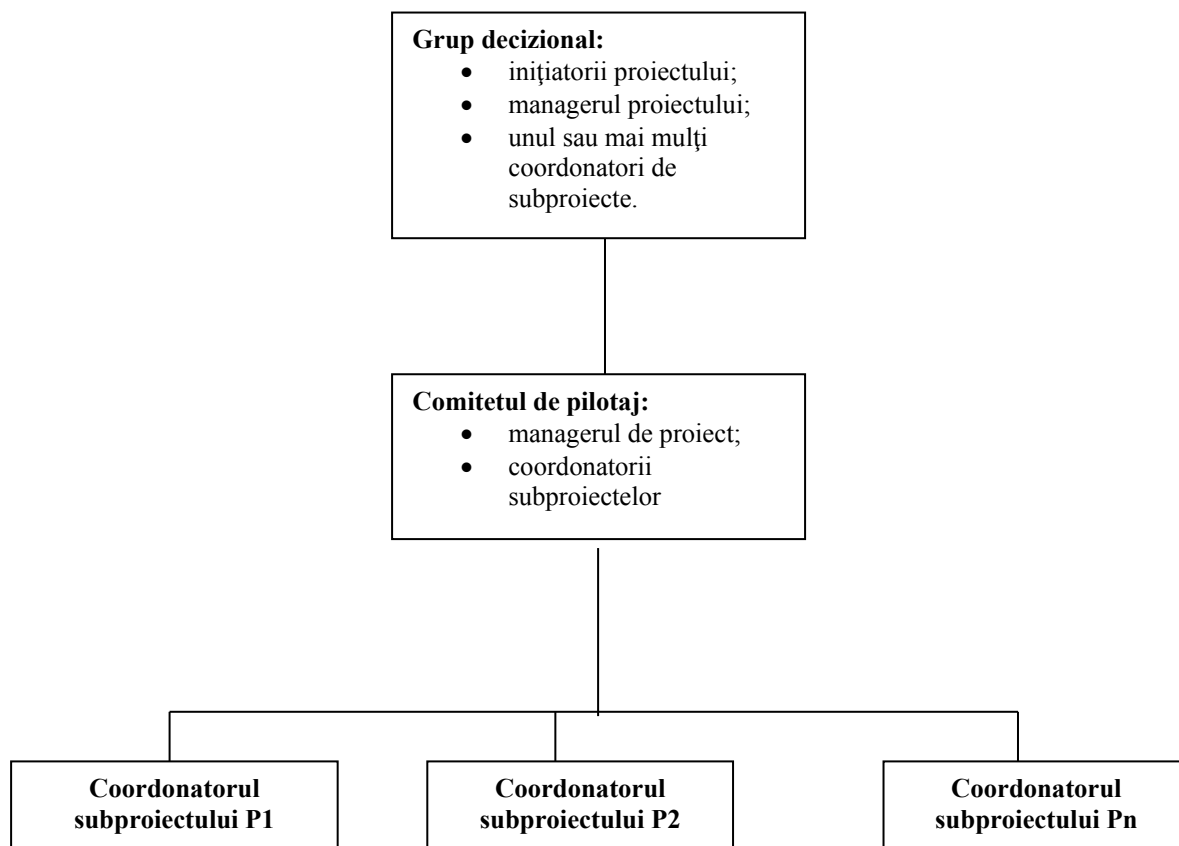 Grup decizional:
• iniţiatorii proiectului;
• managerul proiectului;
• unul sau mai mulţi
coordonatori de
subproiecte.
Comitetul de pilotaj:
• managerul de proiect;
• coordonatorii
subproiectelor
Coordonatorul
subproiectului P1
Coordonatorul
subproiectului P2
Coordonatorul
subproiectului Pn